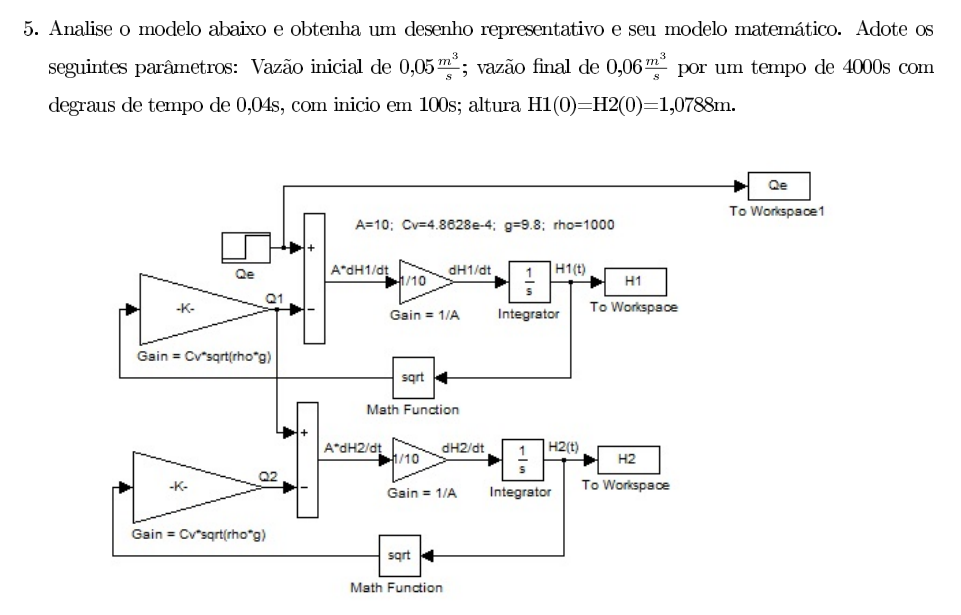 5. Analise o modelo abaixo e obtenha um desenho representativo e seu modelo matemático. Adote os
seguintes parâmetros: Vazão inicial de 0,05 m³/s; vazão final de 0,06 m³/s por um tempo de 4000s com
degraus de tempo de 0,04s, com inicio em 100s; altura H1(0)=H2(0)=1,0788m.
Qe
To Workspace1
A=10; Cv=4.8628e-4; g=9.8; rho=1000
+
Qe
A*dH1/dt
1/10
dH1/dt
1
s
H1(t)
H1
-K-
Q1
-
Gain = 1/A
Integrator
To Workspace
Gain = Cv*sqrt(rho*g)
sqrt
Math Function
+
A*dH2/dt
1/10
dH2/dt
1
s
H2(t)
H2
-K-
Q2
-
Gain = 1/A
Integrator
To Workspace
Gain = Cv*sqrt(rho*g)
sqrt
Math Function